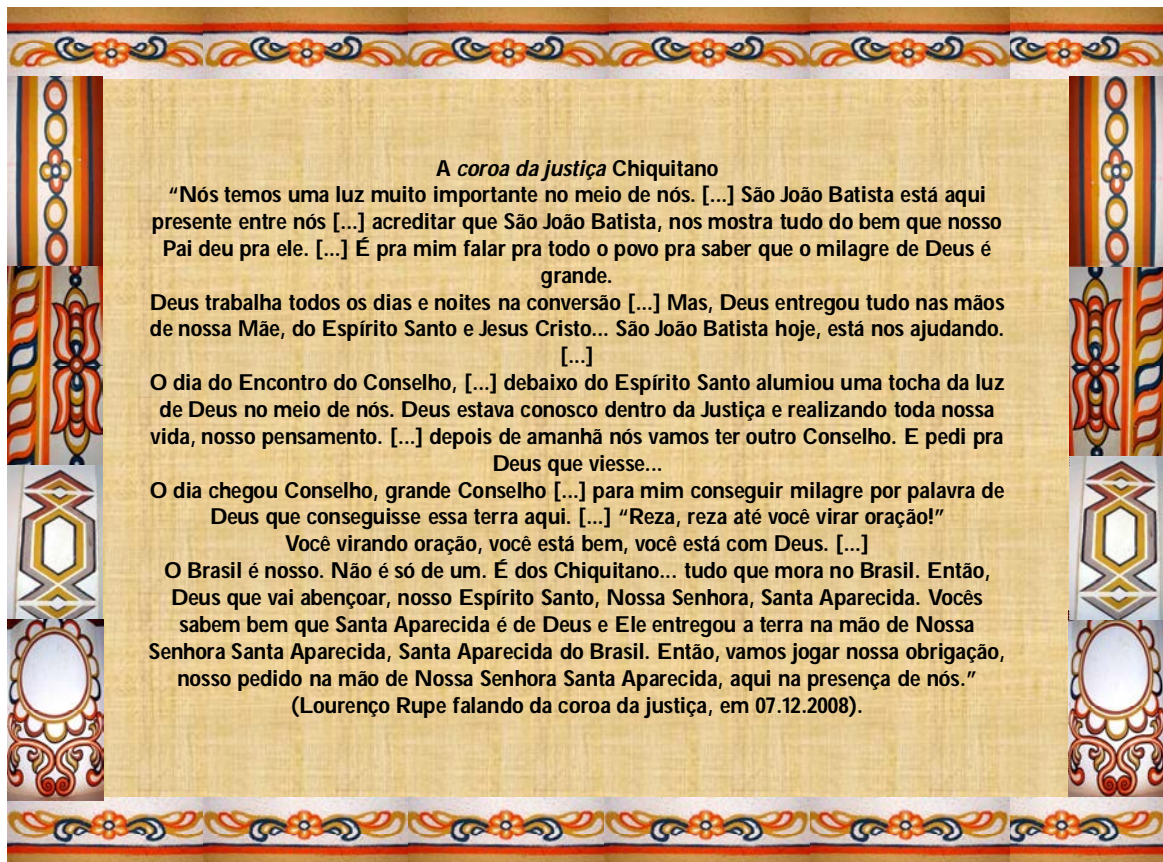 A coroa da justiça Chiquitano
“Nós temos uma luz muito importante no meio de nós. [...] São João Batista está aqui
presente entre nós [...] acreditar que São João Batista, nos mostra tudo do bem que nosso
Pai deu pra ele. [...] É pra mim falar pra todo o povo pra saber que o milagre de Deus é
grande.
Deus trabalha todos os dias e noites na conversão [...] Mas, Deus entregou tudo nas mãos
de nossa Mãe, do Espírito Santo e Jesus Cristo... São João Batista hoje, está nos ajudando.
[...]
O dia do Encontro do Conselho, [...] debaixo do Espírito Santo alumiou uma tocha da luz
de Deus no meio de nós. Deus estava conosco dentro da Justiça e realizando toda nossa
vida, nosso pensamento. [...] depois de amanhã nós vamos ter outro Conselho. E pedi pra
Deus que viesse...
O dia chegou Conselho, grande Conselho [...] para mim conseguir milagre por palavra de
Deus que conseguisse essa terra aqui. [...] “Reza, reza até você virar oração!”
Você virando oração, você está bem, você está com Deus. [...]
O Brasil é nosso. Não é só de um. É dos Chiquitano... tudo que mora no Brasil. Então,
Deus que vai abençoar, nosso Espírito Santo, Nossa Senhora, Santa Aparecida. Vocês
sabem bem que Santa Aparecida é de Deus e Ele entregou a terra na mão de Nossa
Senhora Santa Aparecida, Santa Aparecida do Brasil. Então, vamos jogar nossa obrigação,
nosso pedido na mão de Nossa Senhora Santa Aparecida, aqui na presença de nós.”
(Lourenço Rupe falando da coroa da justiça, em 07.12.2008).